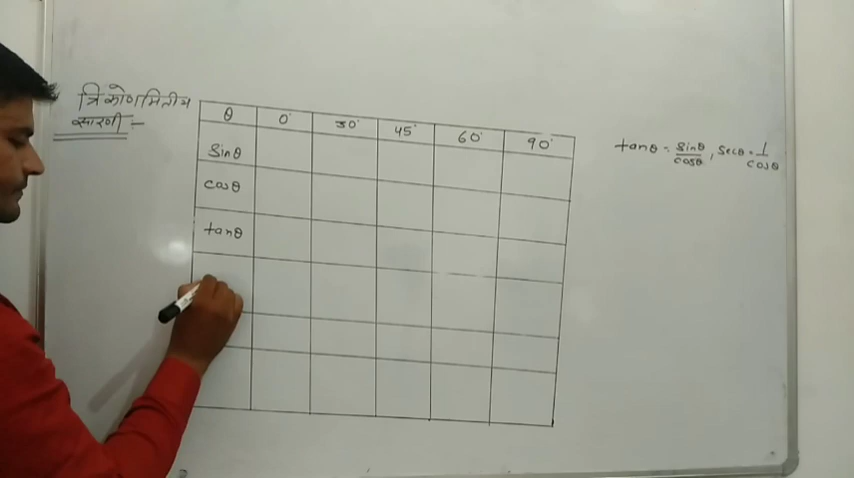 त्रिकोणमितीय
सारणी :-
θ 0° 30° 45° 60° 90°
sinθ
cosθ
tanθ
tanθ = sinθ/cosθ, secθ = 1/cosθ